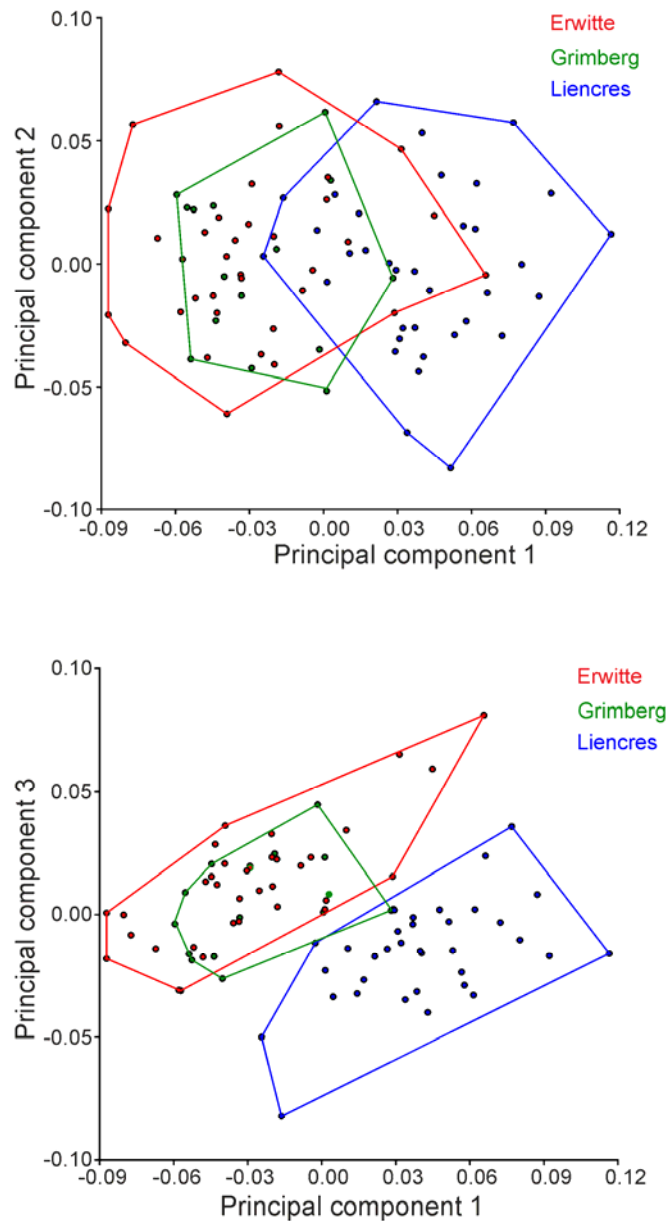 0.10
Erwitte
Grimberg
Liencres
0.05
0.00
-0.05
-0.10
Principal component 2
-0.09 -0.06 -0.03 0.00 0.03 0.06 0.09 0.12
Principal component 1
0.10
Erwitte
Grimberg
Liencres
0.05
0.00
-0.05
-0.10
Principal component 3
-0.09 -0.06 -0.03 0.00 0.03 0.06 0.09 0.12
Principal component 1